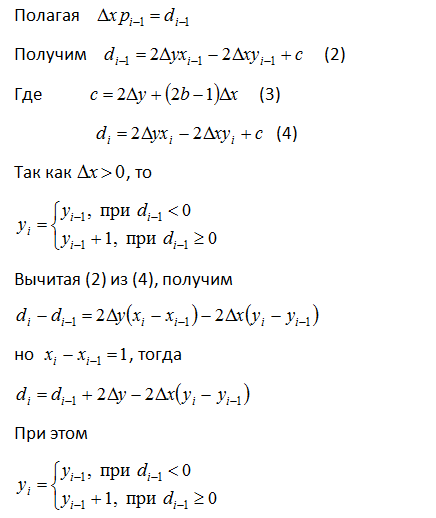 Полагая Δxp_{i−1} = d_{i−1}
Получим d_{i−1} = 2Δyx_{i−1} − 2Δxy_{i−1} + c (2)
Где c = 2Δy + (2b − 1)Δx (3)
d_i = 2Δyx_i − 2Δxy_i + c (4)
Так как Δx > 0, то
y_i = { y_{i−1}, при d_{i−1} < 0
y_{i−1} + 1, при d_{i−1} ≥ 0
Вычитая (2) из (4), получим
d_i − d_{i−1} = 2Δy(x_i − x_{i−1}) − 2Δx(y_i − y_{i−1})
но x_i − x_{i−1} = 1, тогда
d_i = d_{i−1} + 2Δy − 2Δx(y_i − y_{i−1})
При этом
y_i = { y_{i−1}, при d_{i−1} < 0
y_{i−1} + 1, при d_{i−1} ≥ 0